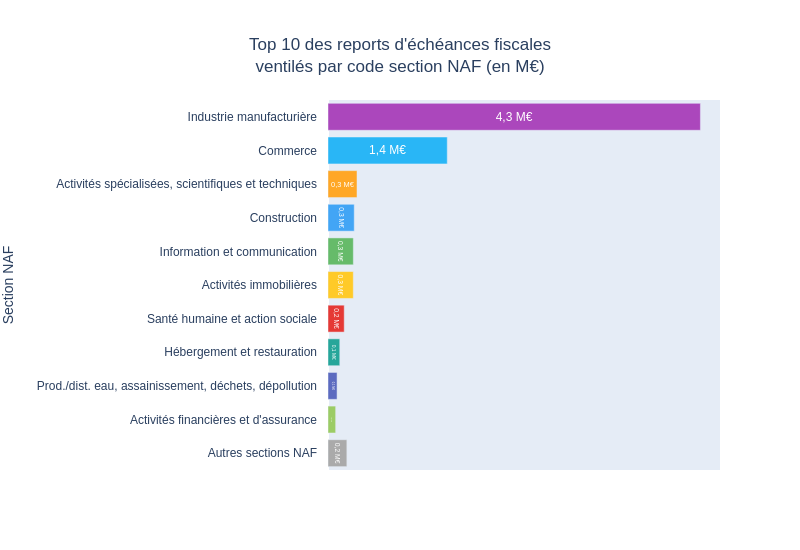 Top 10 des reports d'échéances fiscales
ventilés par code section NAF (en M€)
Section NAF
Industrie manufacturière 4,3 M€
Commerce 1,4 M€
Activités spécialisées, scientifiques et techniques 0,3 M€
Construction 0,3 M€
Information et communication 0,3 M€
Activités immobilières 0,3 M€
Santé humaine et action sociale 0,2 M€
Hébergement et restauration 0,1 M€
Prod./dist. eau, assainissement, déchets, dépollution
Activités financières et d'assurance
Autres sections NAF 0,2 M€